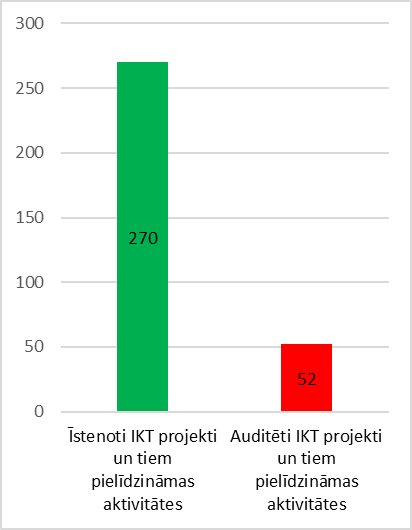 300
250
200
150
100
50
0
270
52
Īstenoti IKT projekti
un tiem
pielīdzināmas
aktivitātes
Auditēti IKT projekti
un tiem
pielīdzināmas
aktivitātes